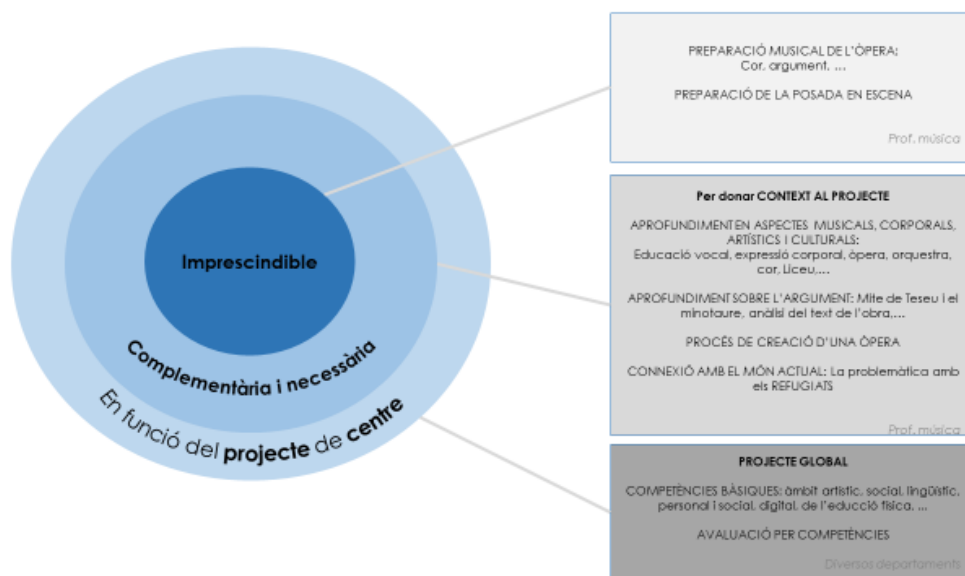 Imprescindible
Complementària i necessària
En funció del projecte de centre
PREPARACIÓ MUSICAL DE L'ÒPERA:
Cor, argument, ...
PREPARACIÓ DE LA POSADA EN ESCENA
Prof. música
Per donar CONTEXT AL PROJECTE
APROFUNDIMENT EN ASPECTES MUSICALS, CORPORALS,
ARTÍSTICS I CULTURALS:
Educació vocal, expressió corporal, òpera, orquestra,
cor, Liceu,...
APROFUNDIMENT SOBRE L'ARGUMENT: Mite de Teseu i el
minotaure, anàlisi del text de l'obra,...
PROCÉS DE CREACIÓ D'UNA ÒPERA
CONNEXIÓ AMB EL MÓN ACTUAL: La problemàtica amb
els REFUGIATS
Prof. música
PROJECTE GLOBAL
COMPETÈNCIES BÀSIQUES: àmbit artístic, social, lingüístic,
personal i social, digital, de l'educció física, ...
AVALUACIÓ PER COMPETÈNCIES
Diversos departaments